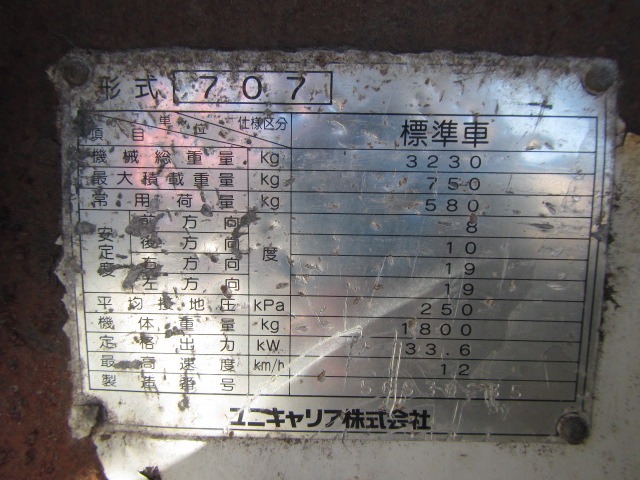 形式 707
単位 仕様区分
項目 標準車
機械総重量 kg 3230
最大積載重量 kg 750
常用荷重 kg 580
安定度 前方向 度 8
後方向 10
右方向 19
左方向 19
平均接地圧 kPa 250
機体重量 kg 1800
定格出力 kW 33.6
最高速度 km/h 12
製造番号
ユニキャリア株式会社